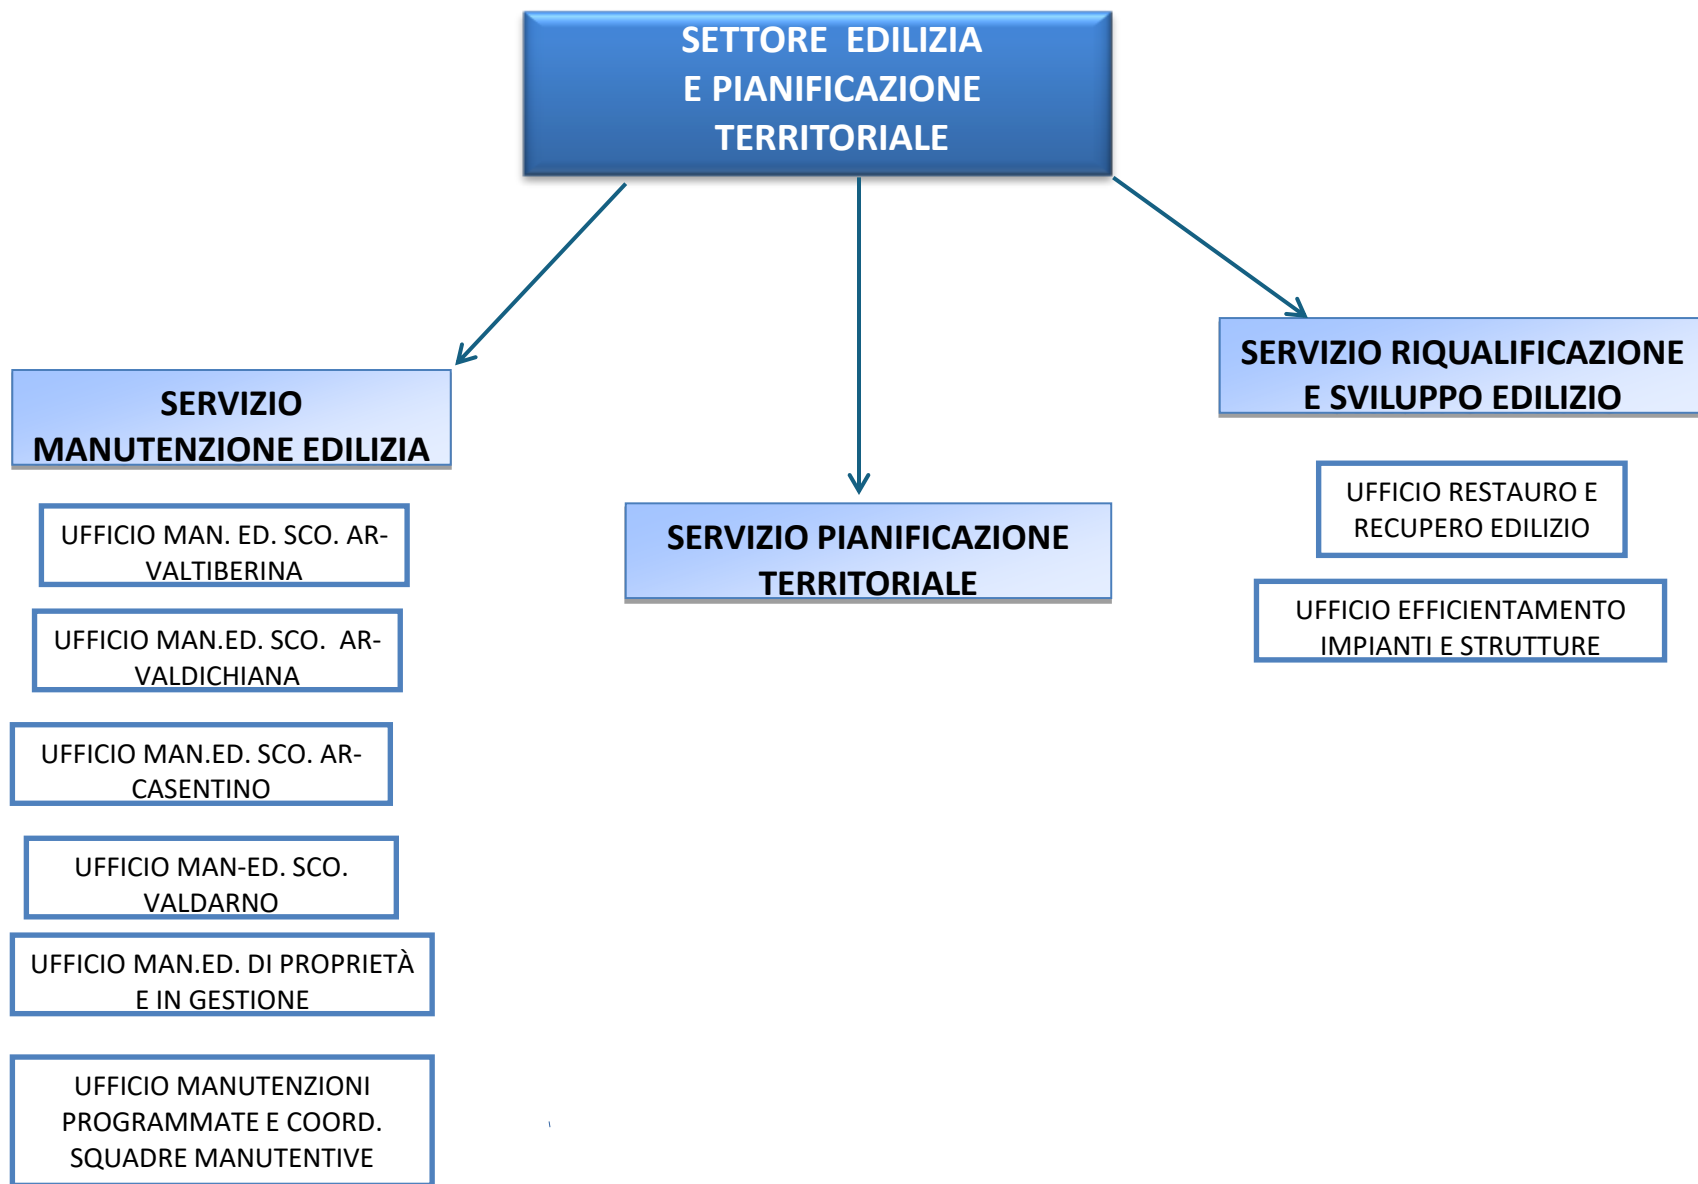 SETTORE EDILIZIA
E PIANIFICAZIONE
TERRITORIALE
SERVIZIO
MANUTENZIONE EDILIZIA
UFFICIO MAN. ED. SCO. AR-
VALTIBERINA
UFFICIO MAN.ED. SCO. AR-
VALDICHIANA
UFFICIO MAN.ED. SCO. AR-
CASENTINO
UFFICIO MAN-ED. SCO.
VALDARNO
UFFICIO MAN.ED. DI PROPRIETÀ
E IN GESTIONE
UFFICIO MANUTENZIONI
PROGRAMMATE E COORD.
SQUADRE MANUTENTIVE
SERVIZIO PIANIFICAZIONE
TERRITORIALE
SERVIZIO RIQUALIFICAZIONE
E SVILUPPO EDILIZIO
UFFICIO RESTAURO E
RECUPERO EDILIZIO
UFFICIO EFFICIENTAMENTO
IMPIANTI E STRUTTURE